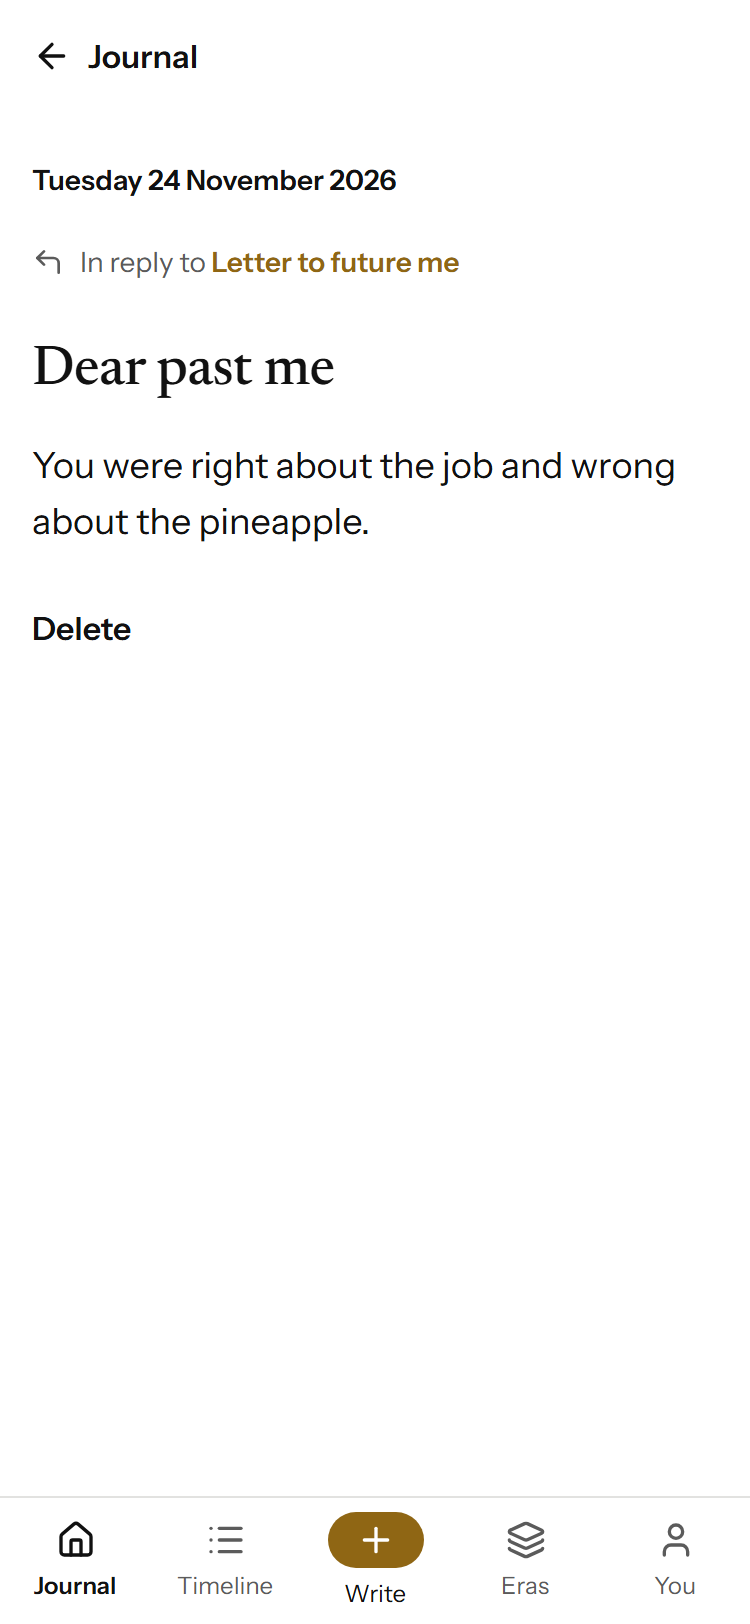 Journal
Tuesday 24 November 2026
In reply to Letter to future me
Dear past me
You were right about the job and wrong
about the pineapple.
Delete
Journal
Timeline
Write
Eras
You